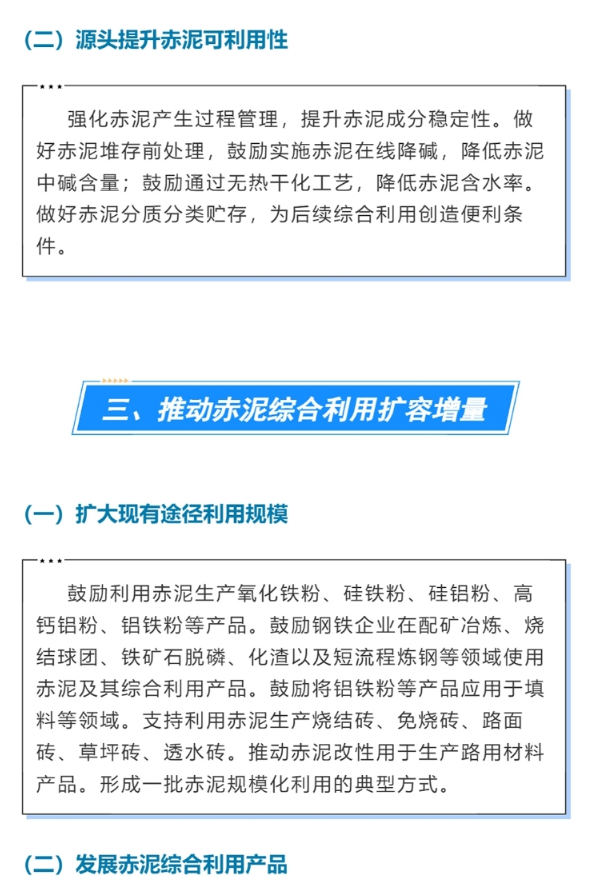 （二）源头提升赤泥可利用性
强化赤泥产生过程管理，提升赤泥成分稳定性。做
好赤泥堆存前处理，鼓励实施赤泥在线降碱，降低赤泥
中碱含量；鼓励通过无热干化工艺，降低赤泥含水率。
做好赤泥分质分类贮存，为后续综合利用创造便利条
件。
三、推动赤泥综合利用扩容增量
（一）扩大现有途径利用规模
鼓励利用赤泥生产氧化铁粉、硅铁粉、硅铝粉、高
钙铝粉、铝铁粉等产品。鼓励钢铁企业在配矿冶炼、烧
结球团、铁矿石脱磷、化渣以及短流程炼钢等领域使用
赤泥及其综合利用产品。鼓励将铝铁粉等产品应用于填
料等领域。支持利用赤泥生产烧结砖、免烧砖、路面
砖、草坪砖、透水砖。推动赤泥改性用于生产路用材料
产品。形成一批赤泥规模化利用的典型方式。
（二）发展赤泥综合利用产品